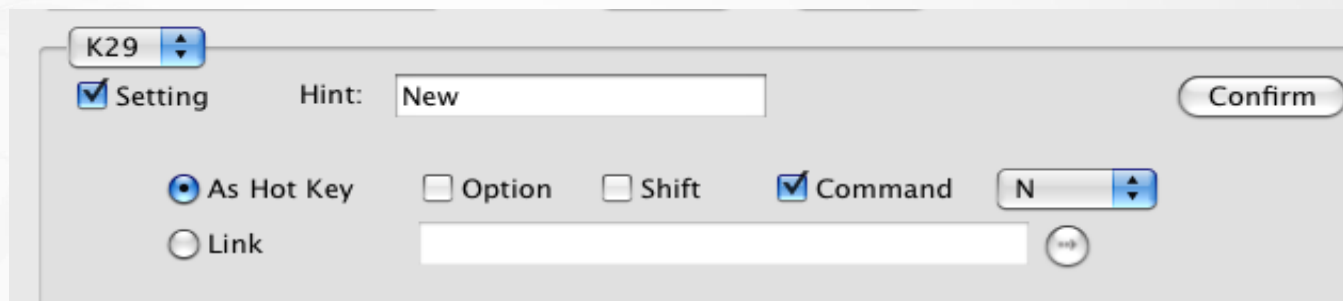 K29
Setting Hint: New Confirm
As Hot Key Option Shift Command N
Link